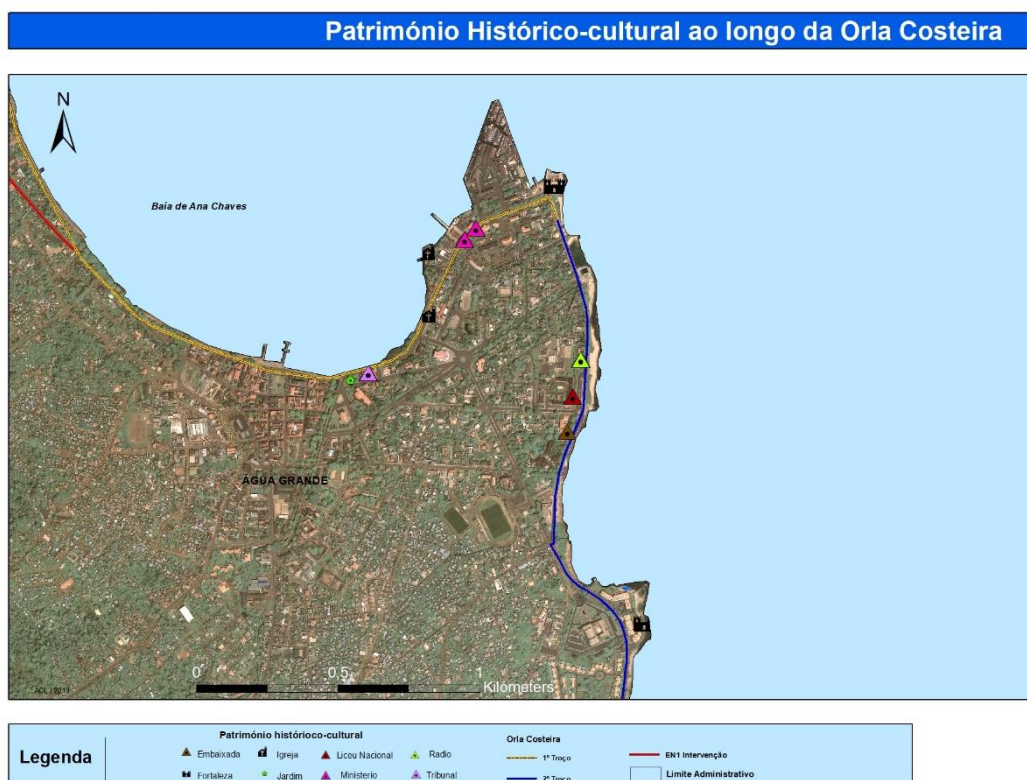 Património Histórico-cultural ao longo da Orla Costeira
N
Baía de Ana Chaves
AGUA GRANDE
0 0.5 1
Kilometers
Legenda
Património histórico-cultural
Embaixada Igreja Liceu Nacional Radio
Fortaleza Jardim Ministerio Tribunal
Orla Costeira
1º Troço
2º Troço
EN1 Intervenção
Limite Administrativo